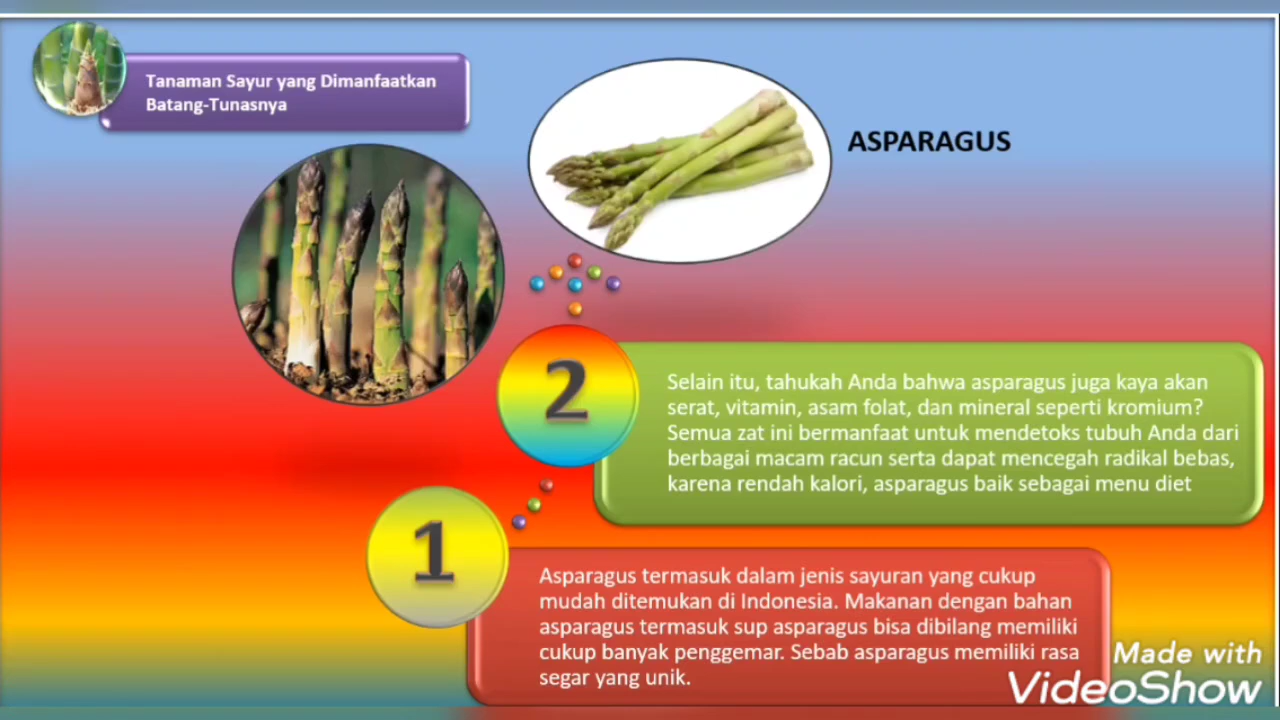 Tanaman Sayur yang Dimanfaatkan
Batang-Tunasnya
ASPARAGUS
2
Selain itu, tahukah Anda bahwa asparagus juga kaya akan
serat, vitamin, asam folat, dan mineral seperti kromium?
Semua zat ini bermanfaat untuk mendetoks tubuh Anda dari
berbagai macam racun serta dapat mencegah radikal bebas,
karena rendah kalori, asparagus baik sebagai menu diet
1
Asparagus termasuk dalam jenis sayuran yang cukup
mudah ditemukan di Indonesia. Makanan dengan bahan
asparagus termasuk sup asparagus bisa dibilang memiliki
cukup banyak penggemar. Sebab asparagus memiliki rasa
segar yang unik.
Made with
VideoShow